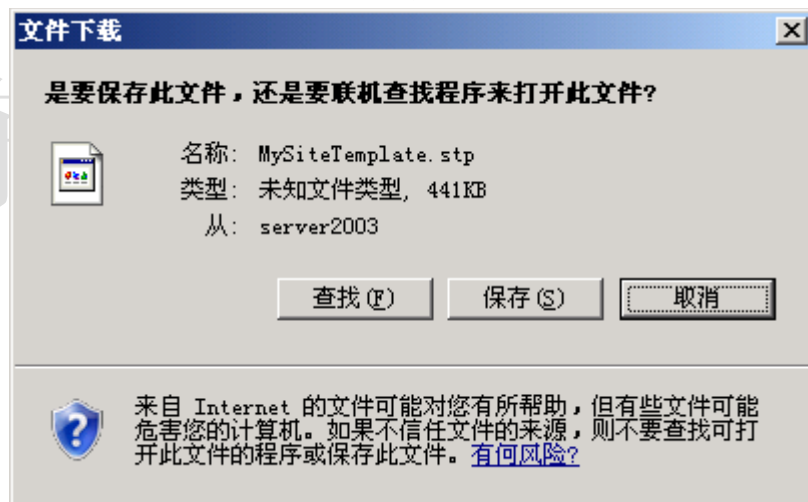 文件下载
是要保存此文件，还是要联机查找程序来打开此文件?
名称: MySiteTemplate.stp
类型: 未知文件类型, 441KB
从: server2003
查找(F) 保存(S) 取消
来自 Internet 的文件可能对您有所帮助，但有些文件可能
危害您的计算机。如果不信任文件的来源，则不要查找可打
开此文件的程序或保存此文件。有何风险?